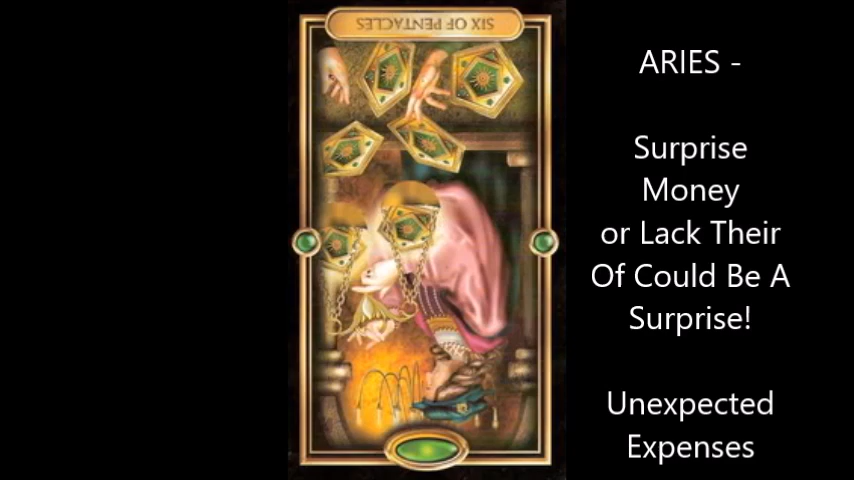 SIX OF PENTACLES
ARIES -
Surprise
Money
or Lack Their
Of Could Be A
Surprise!
Unexpected
Expenses